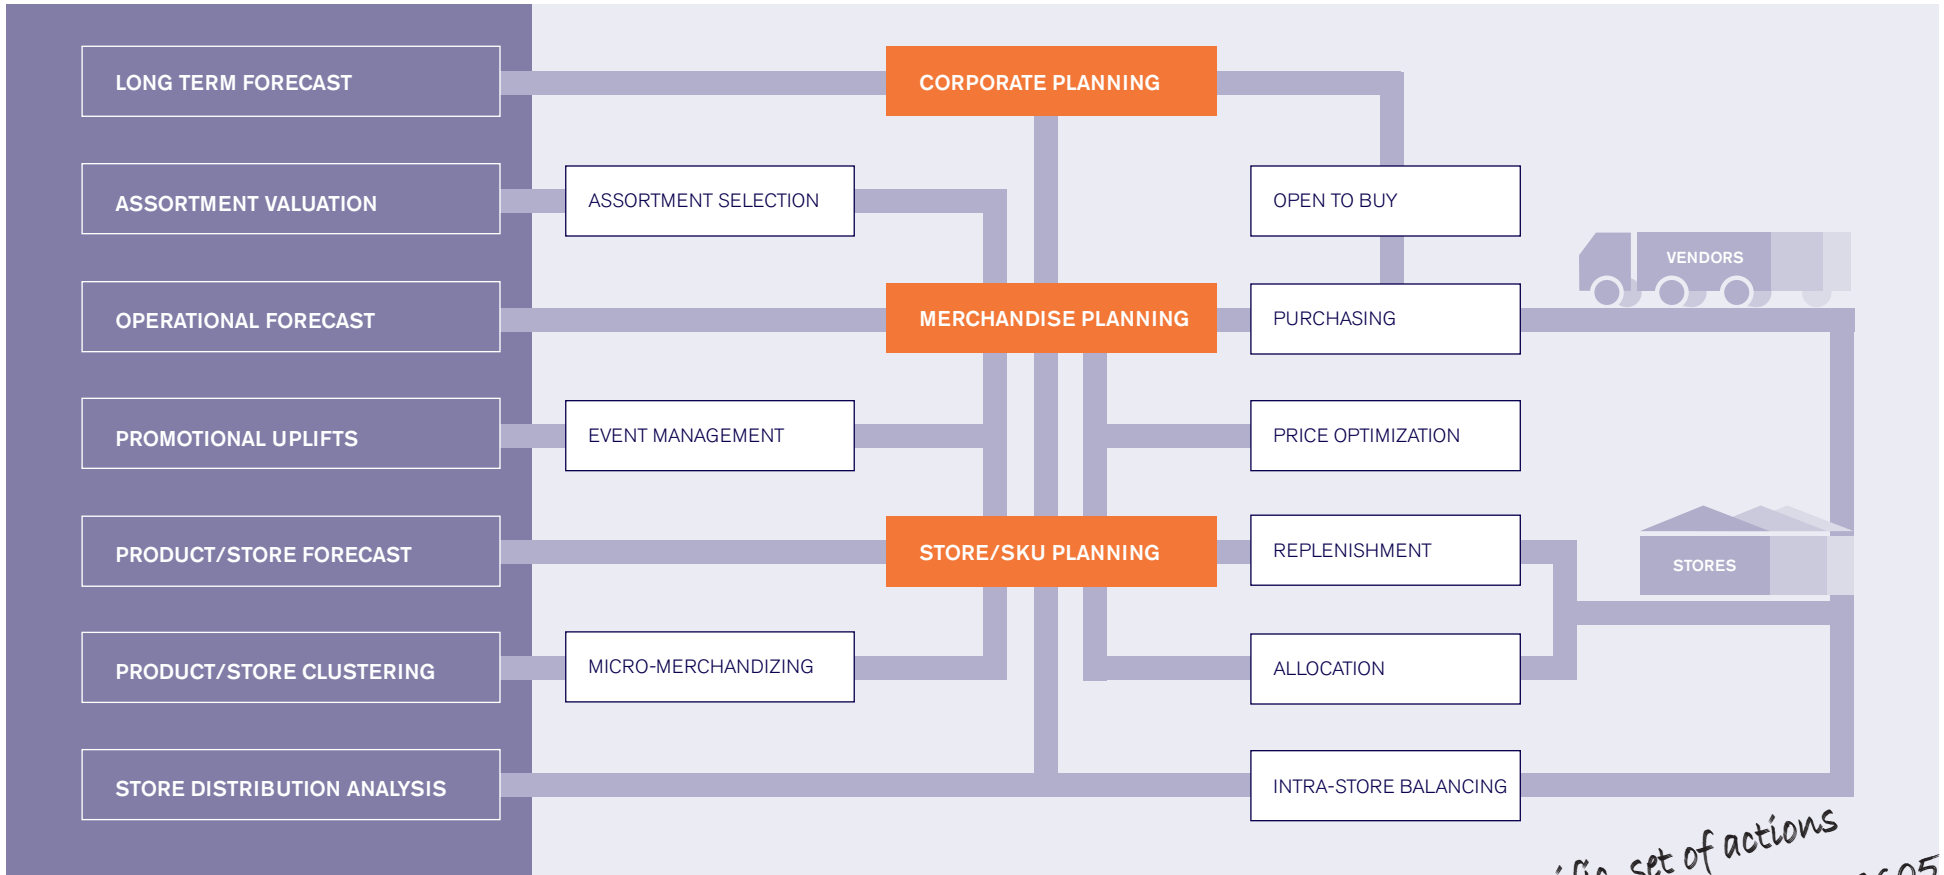 LONG TERM FORECAST
CORPORATE PLANNING
ASSORTMENT VALUATION
ASSORTMENT SELECTION
OPEN TO BUY
VENDORS
OPERATIONAL FORECAST
MERCHANDISE PLANNING
PURCHASING
PROMOTIONAL UPLIFTS
EVENT MANAGEMENT
PRICE OPTIMIZATION
PRODUCT/STORE FORECAST
STORE/SKU PLANNING
REPLENISHMENT
STORES
PRODUCT/STORE CLUSTERING
MICRO-MERCHANDIZING
ALLOCATION
STORE DISTRIBUTION ANALYSIS
INTRA-STORE BALANCING
set of actions